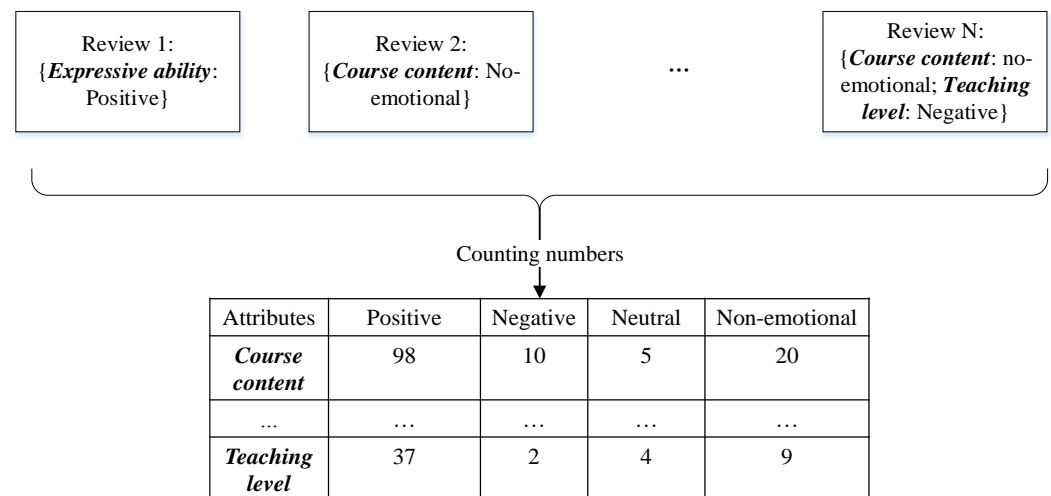 Review 1:
{Expressive ability:
Positive}
Review 2:
{Course content: No-
emotional}
...
Review N:
{Course content: no-
emotional; Teaching
level: Negative}
Counting numbers
Attributes Positive Negative Neutral Non-emotional
Course
content 98 10 5 20
... … … … …
Teaching
level 37 2 4 9